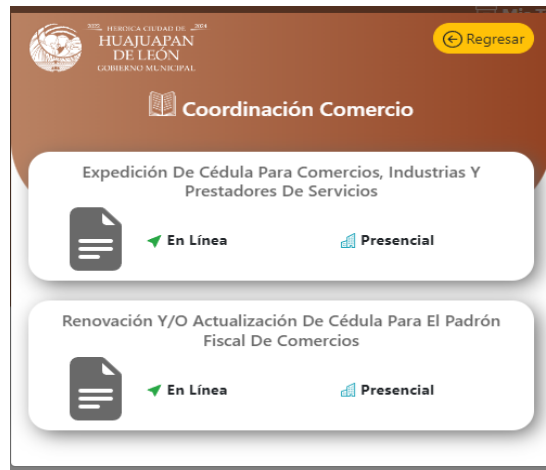 2022 HEROICA CIUDAD DE 2024
HUAJUAPAN
DE LEÓN
GOBIERNO MUNICIPAL
Regresar
Coordinación Comercio
Expedición De Cédula Para Comercios, Industrias Y
Prestadores De Servicios
En Línea
Presencial
Renovación Y/O Actualización De Cédula Para El Padrón
Fiscal De Comercios
En Línea
Presencial